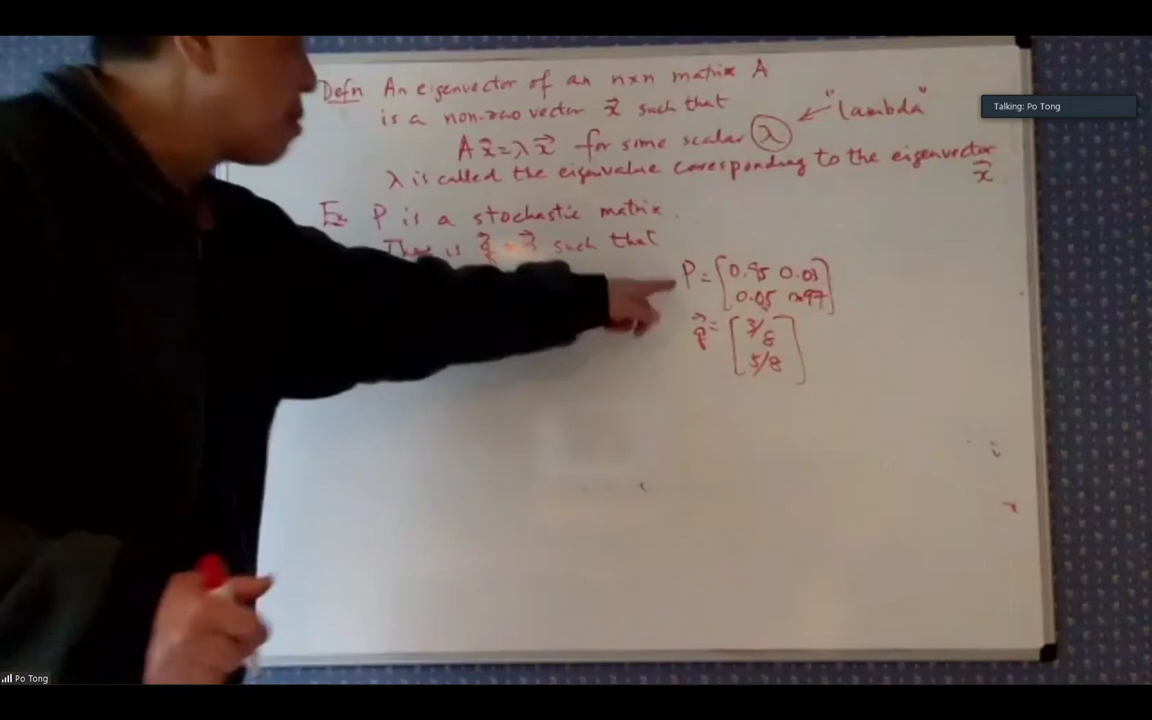 Defn An eigenvector of an n×n matrix A
is a non-zero vector x⃗ such that
Ax⃗ = λx⃗ for some scalar λ ← "lambda"
λ is called the eigenvalue corresponding to the eigenvector
x⃗
Ex P is a stochastic matrix.
There is q⃗ such that
P = [0.95 0.03
0.05 0.97]
q⃗ = [3/8
5/8]
Talking: Po Tong
Po Tong